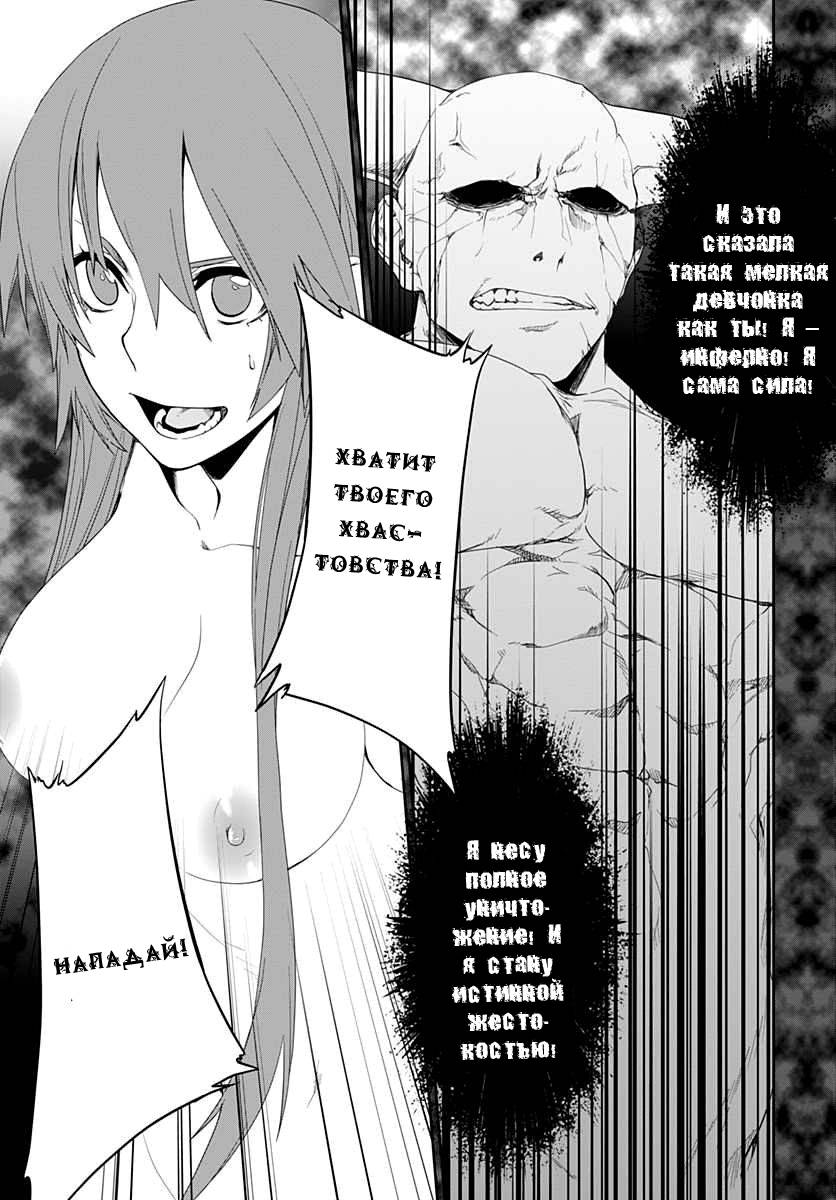 И это
сказала
такая мелкая
девчонка
как ты! Я –
инферно! Я
сама сила!
Я несу
полное
уничто-
жение! И
я стану
истинной
жесто-
костью!
ХВАТИТ
ТВОЕГО
ХВАС-
ТОВСТВА!
НАПАДАЙ!